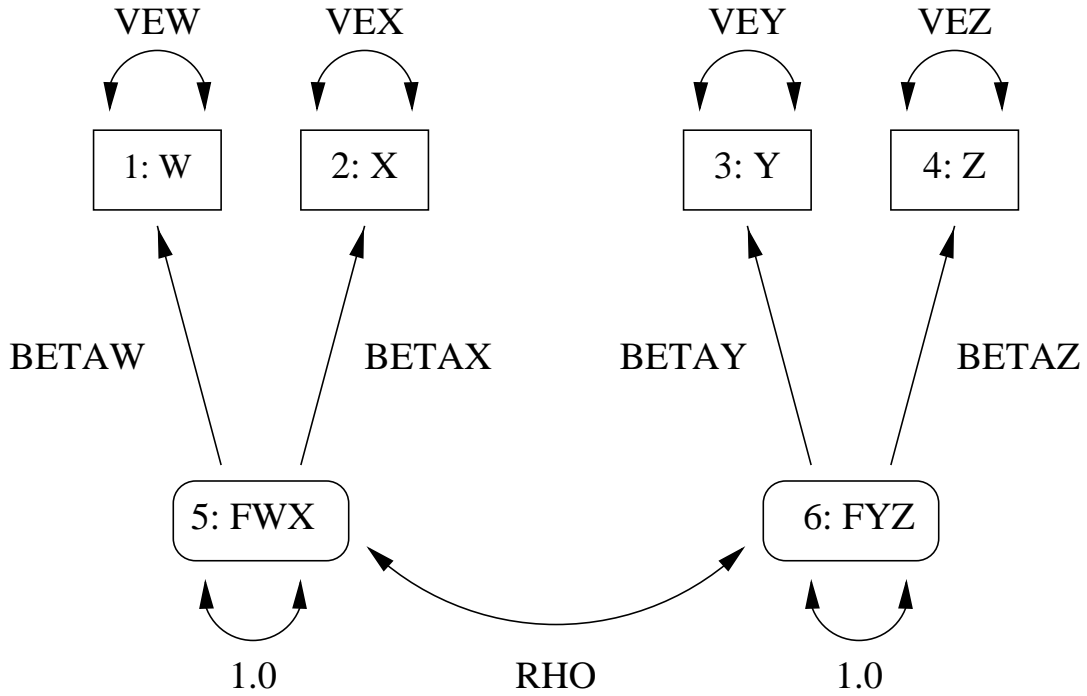 VEW VEX VEY VEZ
1: W 2: X 3: Y 4: Z
BETAW BETAX BETAY BETAZ
5: FWX 6: FYZ
1.0 RHO 1.0